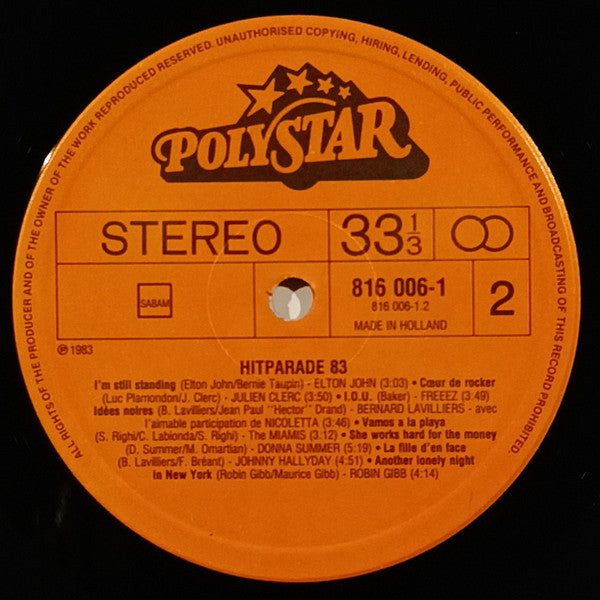 ALL RIGHTS OF THE PRODUCER AND OF THE OWNER OF THE WORK REPRODUCED RESERVED. UNAUTHORISED COPYING, HIRING, LENDING, PUBLIC PERFORMANCE AND BROADCASTING OF THIS RECORD PROHIBITED.
POLYSTAR
STEREO
33 1/3
SABAM
816 006-1
816 006-1.2
MADE IN HOLLAND
2
℗ 1983
HITPARADE 83
I'm still standing (Elton John/Bernie Taupin) - ELTON JOHN (3:03) • Cœur de rocker
(Luc Plamondon/J. Clerc) - JULIEN CLERC (3:50) • I.O.U. (Baker) - FREEEZ (3:49)
Idées noires (B. Lavilliers/Jean Paul "Hector" Drand) - BERNARD LAVILLIERS - avec
l'aimable participation de NICOLETTA (3:46) • Vamos a la playa
(S. Righi/C. Labionda/S. Righi) - The MIAMIS (3.12) • She works hard for the money
(D. Summer/M. Omartian) - DONNA SUMMER (5:19) • La fille d'en face
(B. Lavilliers/F. Bréant) - JOHNNY HALLYDAY (4:51) • Another lonely night
in New York (Robin Gibb/Maurice Gibb) - ROBIN GIBB (4:14)